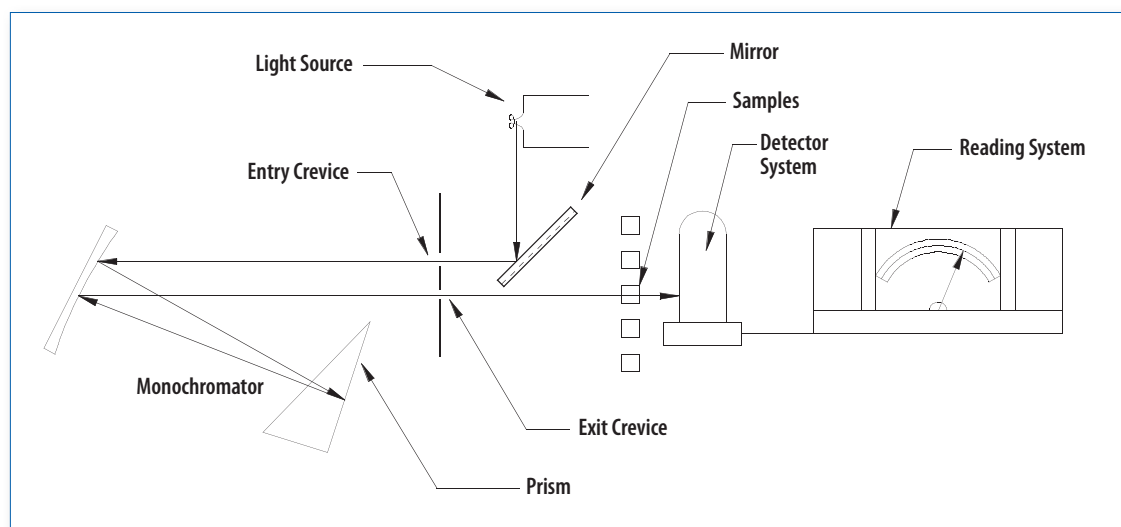 Light Source
Mirror
Samples
Detector
System
Reading System
Entry Crevice
Monochromator
Exit Crevice
Prism